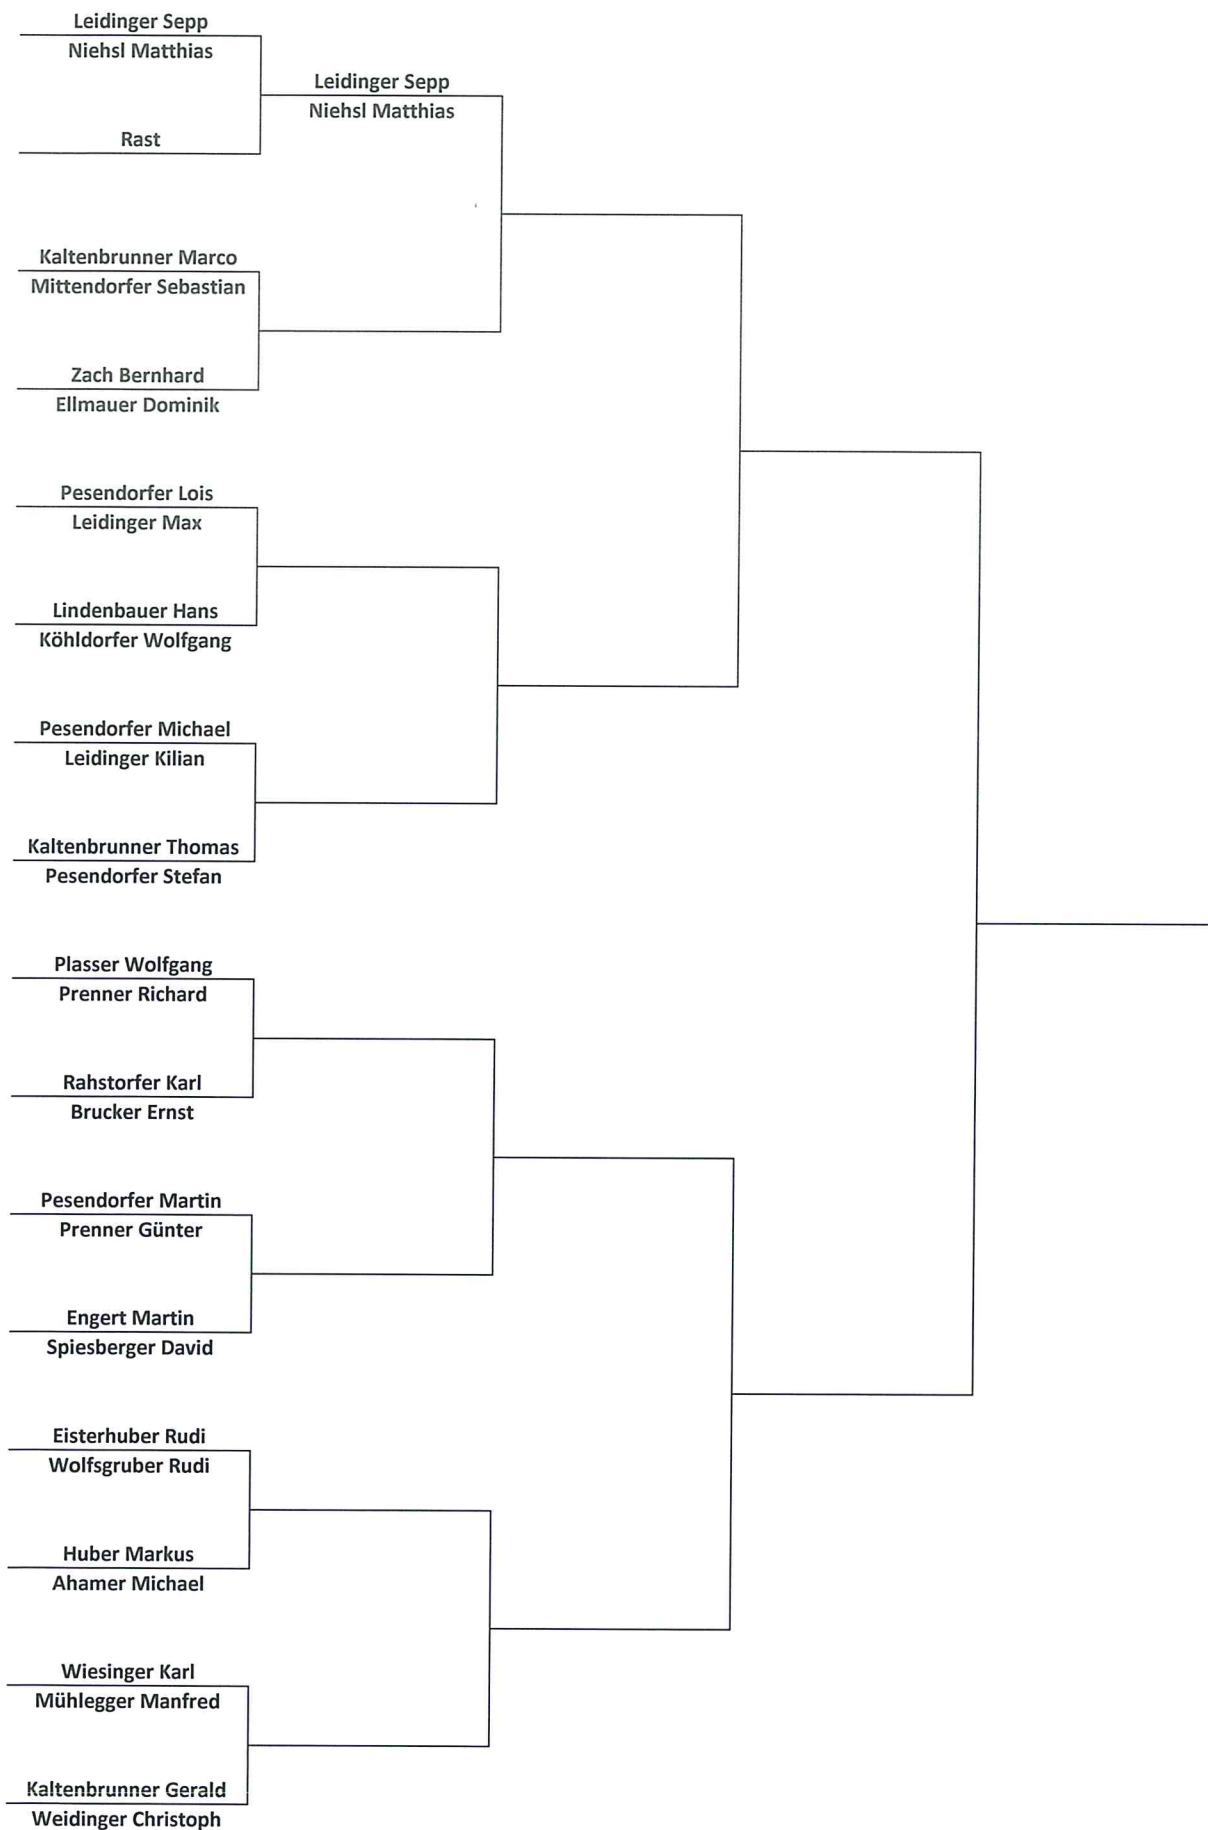 Leidinger Sepp
Niehsl Matthias
Leidinger Sepp
Niehsl Matthias
Rast
Kaltenbrunner Marco
Mittendorfer Sebastian
Zach Bernhard
Ellmauer Dominik
Pesendorfer Lois
Leidinger Max
Lindenbauer Hans
Köhldorfer Wolfgang
Pesendorfer Michael
Leidinger Kilian
Kaltenbrunner Thomas
Pesendorfer Stefan
Plasser Wolfgang
Prenner Richard
Rahstorfer Karl
Brucker Ernst
Pesendorfer Martin
Prenner Günter
Engert Martin
Spiesberger David
Eisterhuber Rudi
Wolfsgruber Rudi
Huber Markus
Ahamer Michael
Wiesinger Karl
Mühlegger Manfred
Kaltenbrunner Gerald
Weidinger Christoph